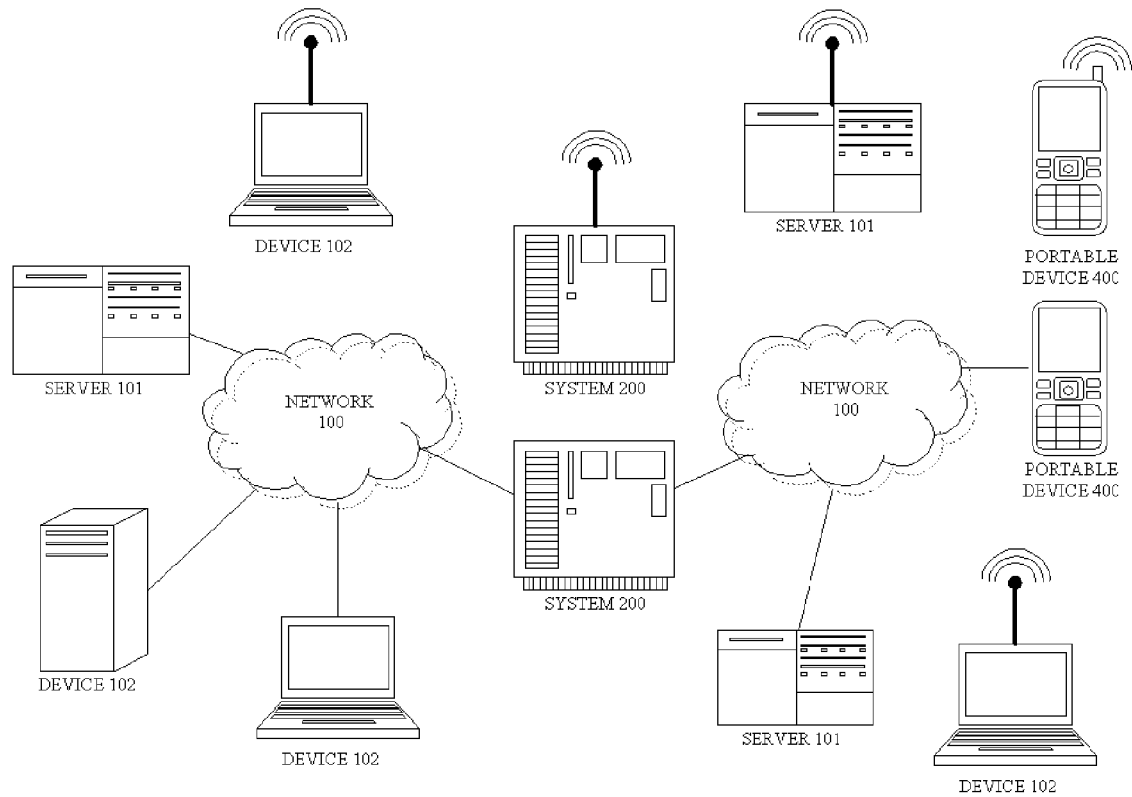 DEVICE 102
SERVER 101
PORTABLE
DEVICE 400
SERVER 101
SYSTEM 200
NETWORK
100
NETWORK
100
PORTABLE
DEVICE 400
SYSTEM 200
DEVICE 102
DEVICE 102
SERVER 101
DEVICE 102